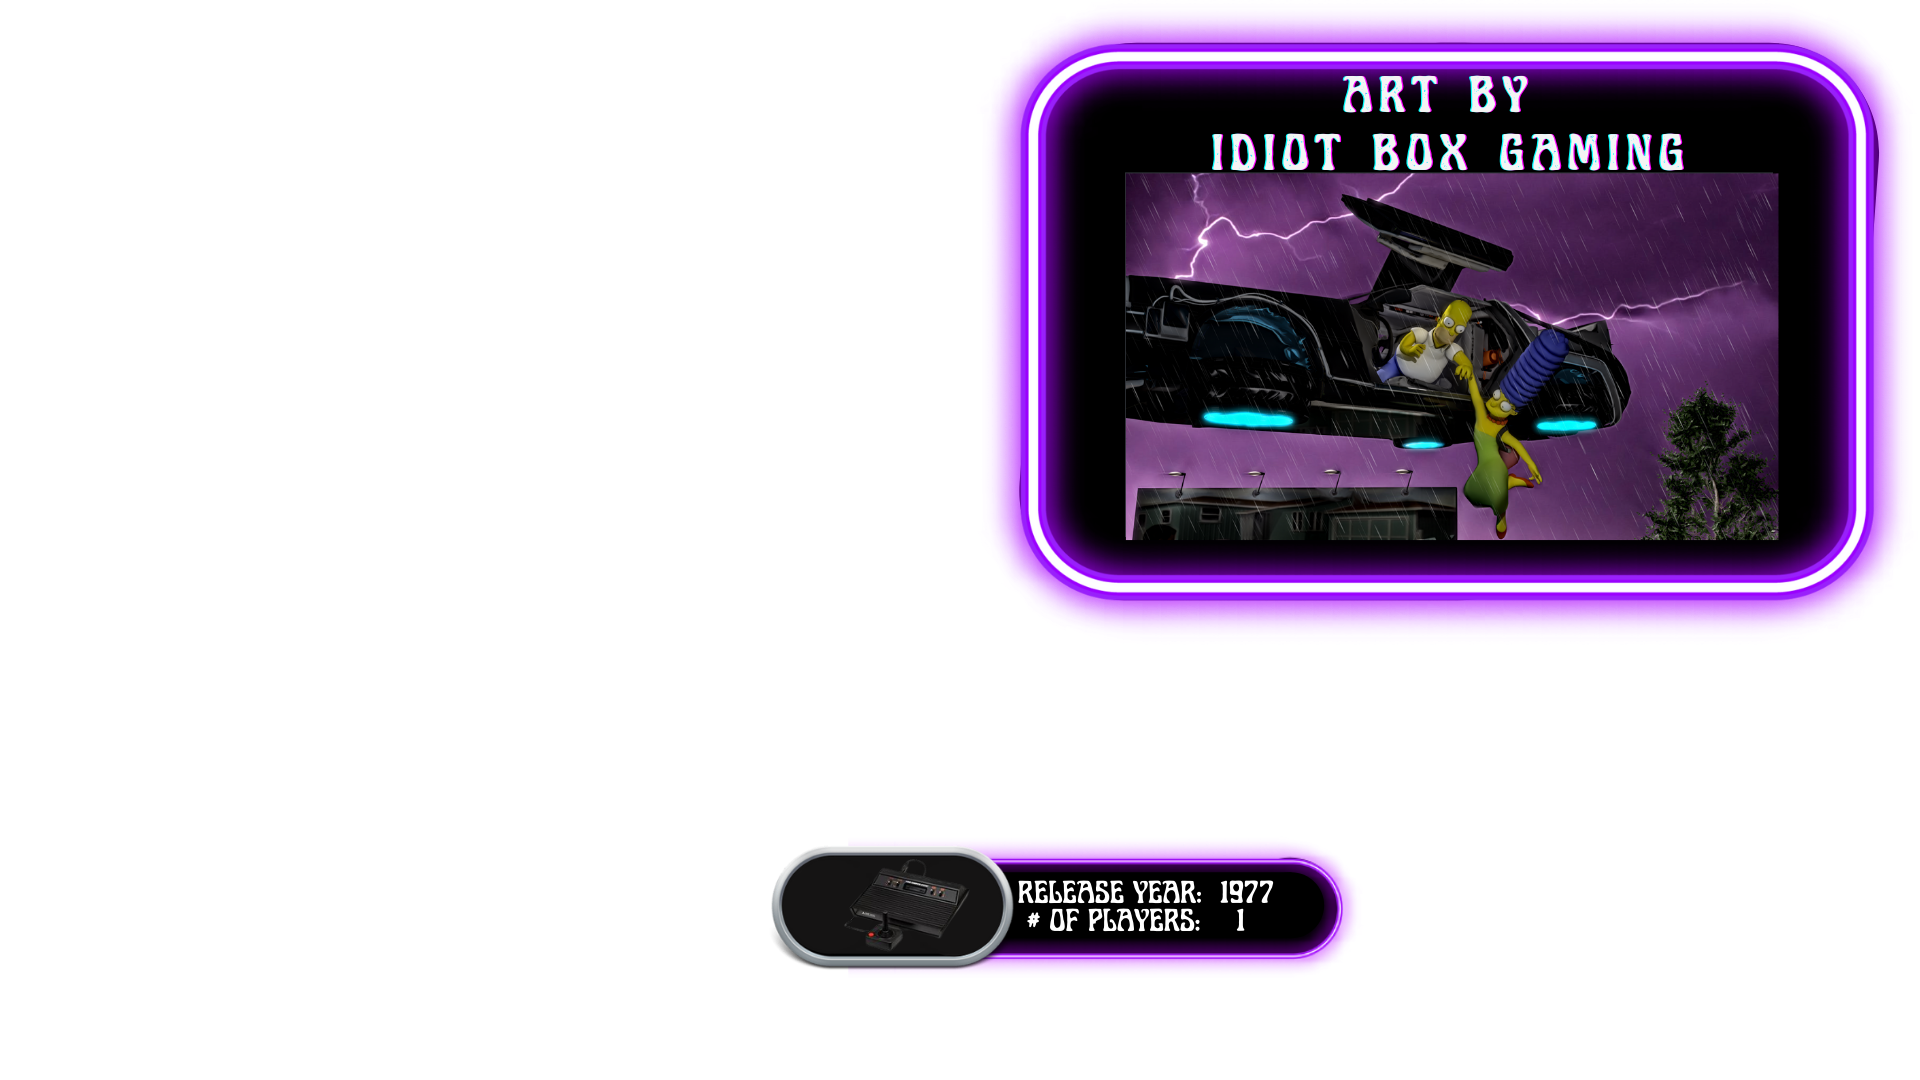 ART BY
IDIOT BOX GAMING
RELEASE YEAR: 1977
# OF PLAYERS: 1